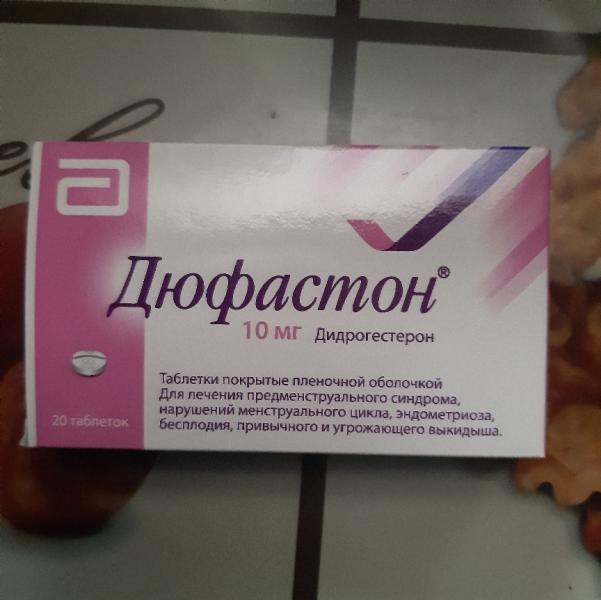 Дюфастон®
10 мг Дидрогестерон
Таблетки покрытые пленочной оболочкой
Для лечения предменструального синдрома,
нарушений менструального цикла, эндометриоза,
бесплодия, привычного и угрожающего выкидыша.
20 таблеток